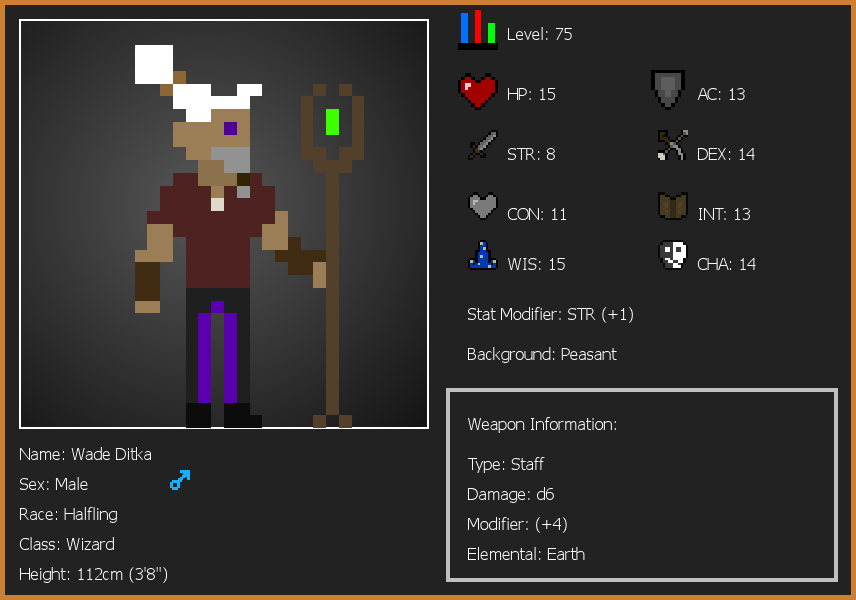 Level: 75
HP: 15
AC: 13
STR: 8
DEX: 14
CON: 11
INT: 13
WIS: 15
CHA: 14
Stat Modifier: STR (+1)
Background: Peasant
Weapon Information:
Type: Staff
Damage: d6
Modifier: (+4)
Elemental: Earth
Name: Wade Ditka
Sex: Male
Race: Halfling
Class: Wizard
Height: 112cm (3'8")